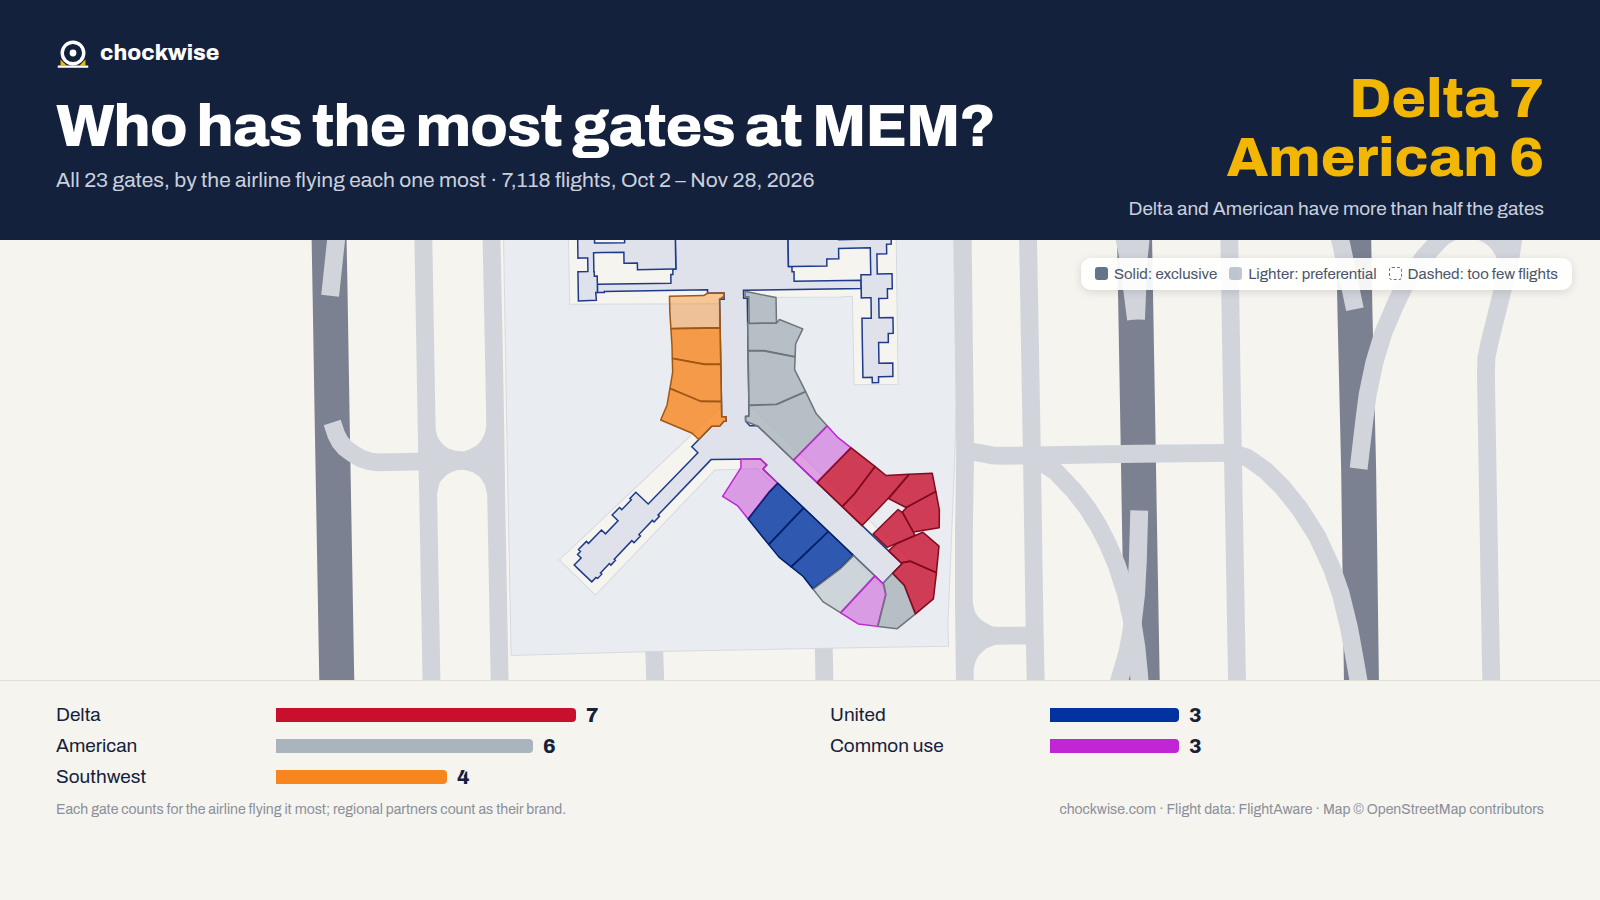 chockwise
Who has the most gates at MEM?
All 23 gates, by the airline flying each one most · 7,118 flights, Oct 2 – Nov 28, 2026
Delta 7
American 6
Delta and American have more than half the gates
Solid: exclusive
Lighter: preferential
Dashed: too few flights
Delta 7
American 6
Southwest 4
United 3
Common use 3
Each gate counts for the airline flying it most; regional partners count as their brand.
chockwise.com · Flight data: FlightAware · Map © OpenStreetMap contributors